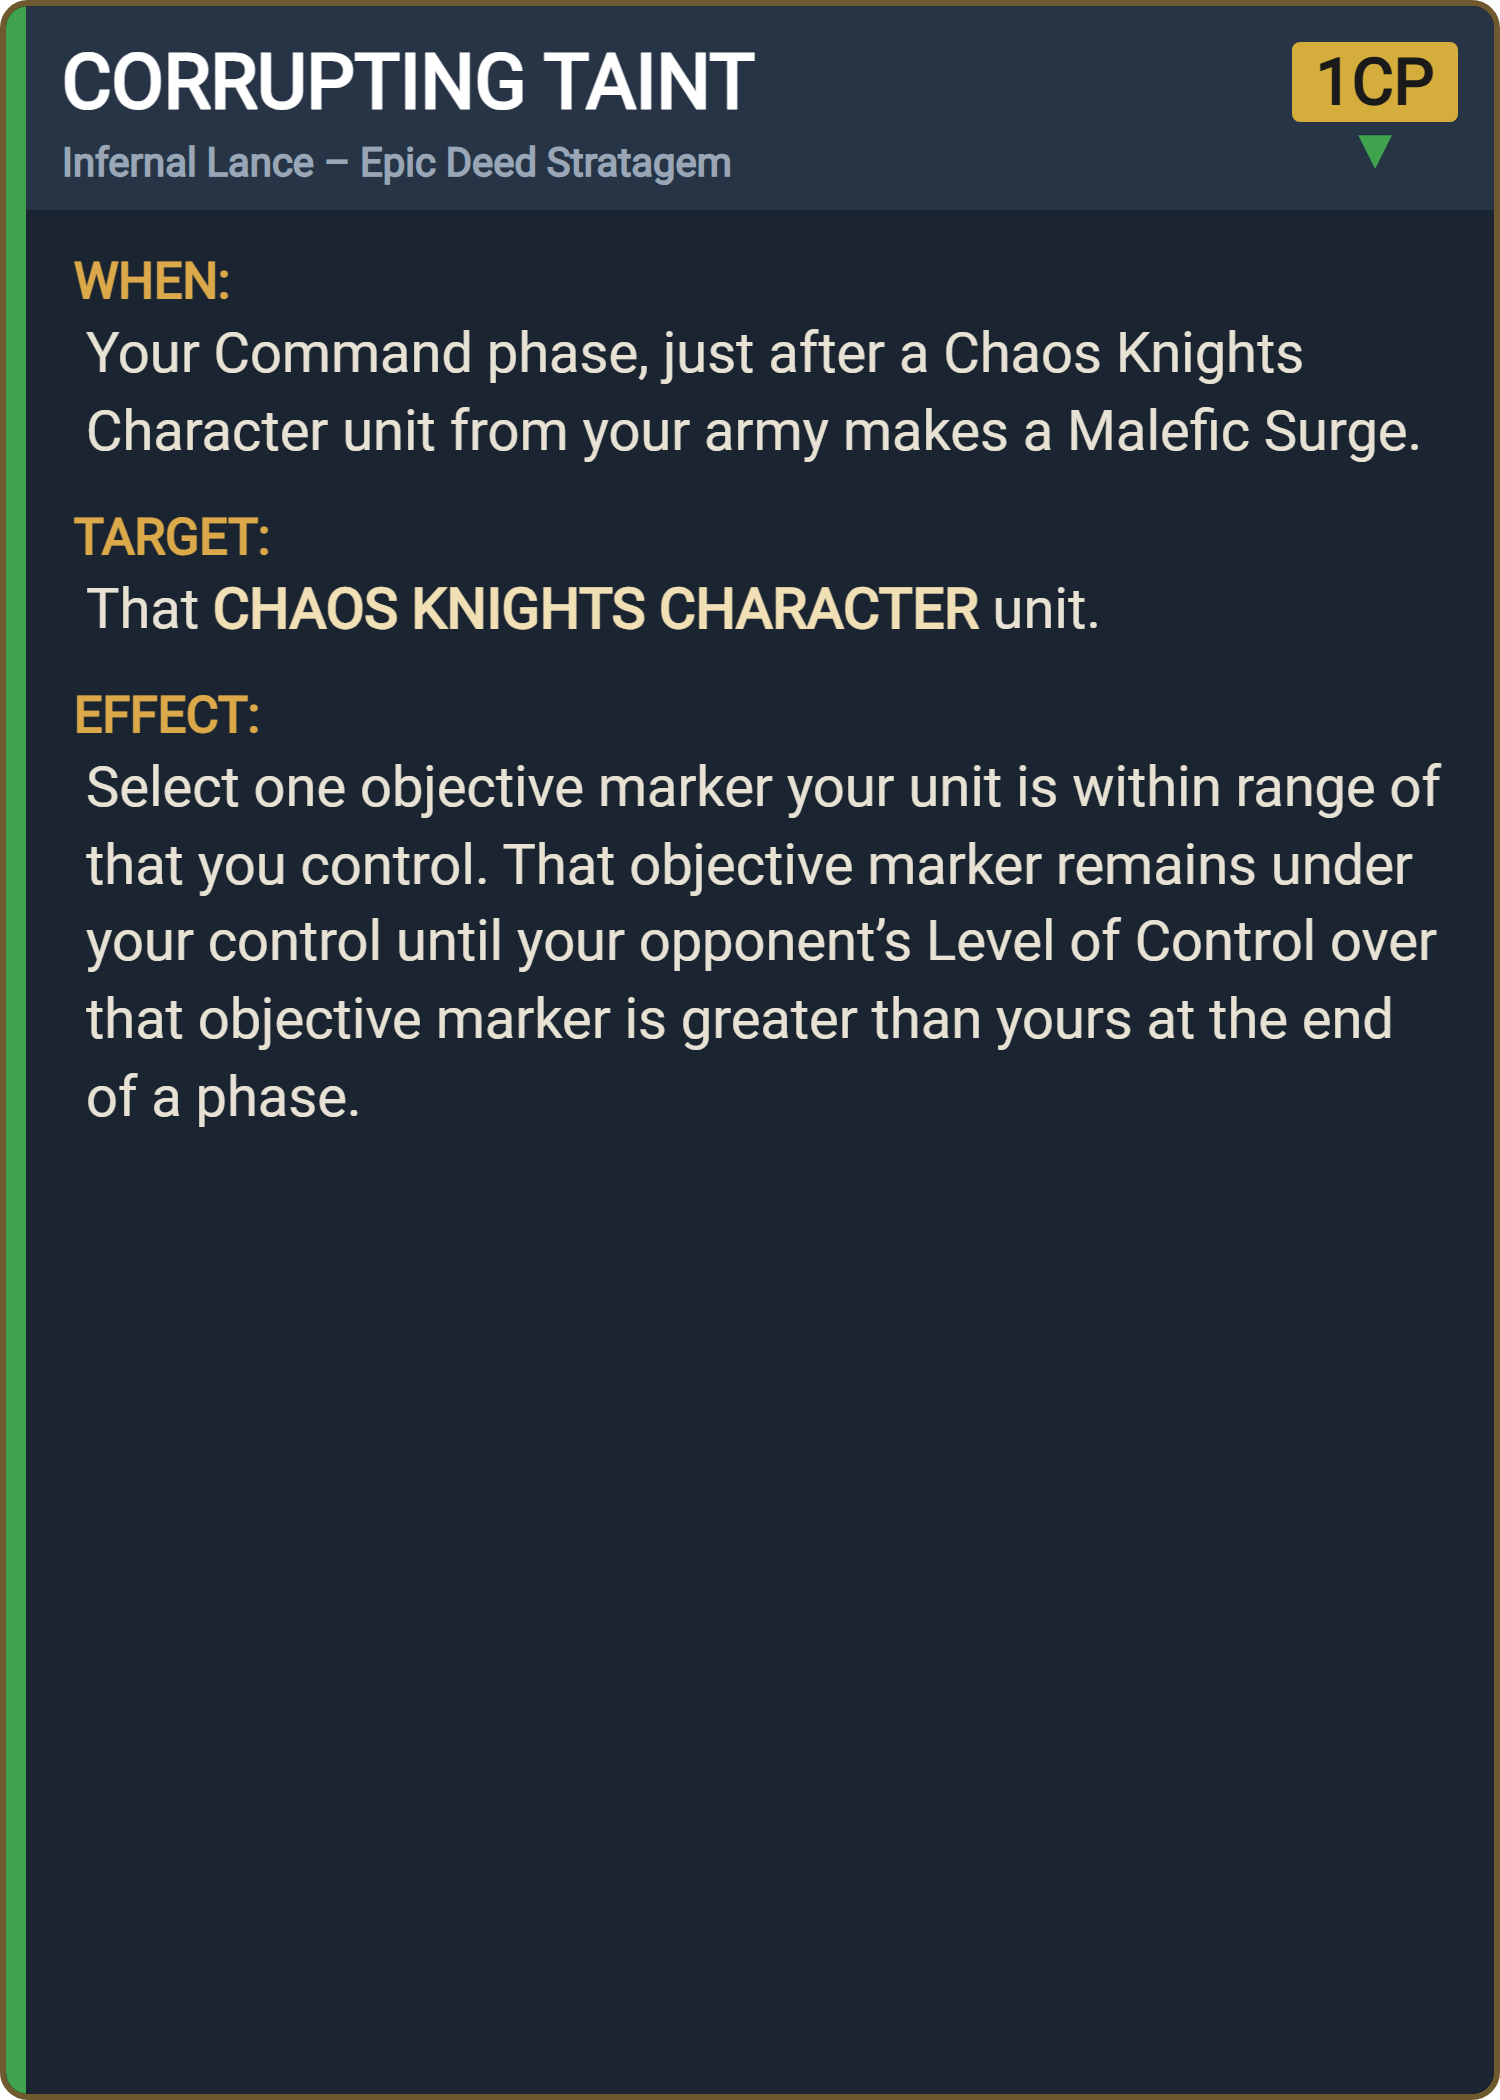 CORRUPTING TAINT
1CP
Infernal Lance – Epic Deed Stratagem
WHEN:
Your Command phase, just after a Chaos Knights
Character unit from your army makes a Malefic Surge.
TARGET:
That CHAOS KNIGHTS CHARACTER unit.
EFFECT:
Select one objective marker your unit is within range of
that you control. That objective marker remains under
your control until your opponent’s Level of Control over
that objective marker is greater than yours at the end
of a phase.